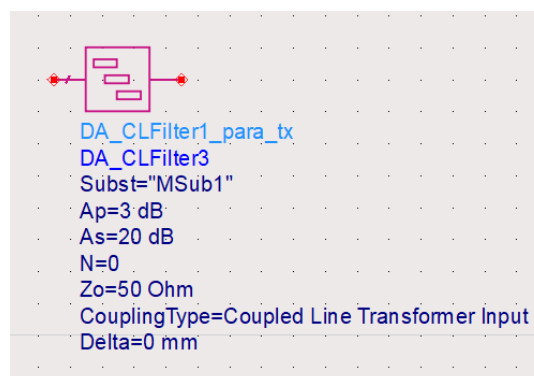 DA_CLFilter1_para_tx
DA_CLFilter3
Subst="MSub1"
Ap=3 dB
As=20 dB
N=0
Zo=50 Ohm
CouplingType=Coupled Line Transformer Input
Delta=0 mm